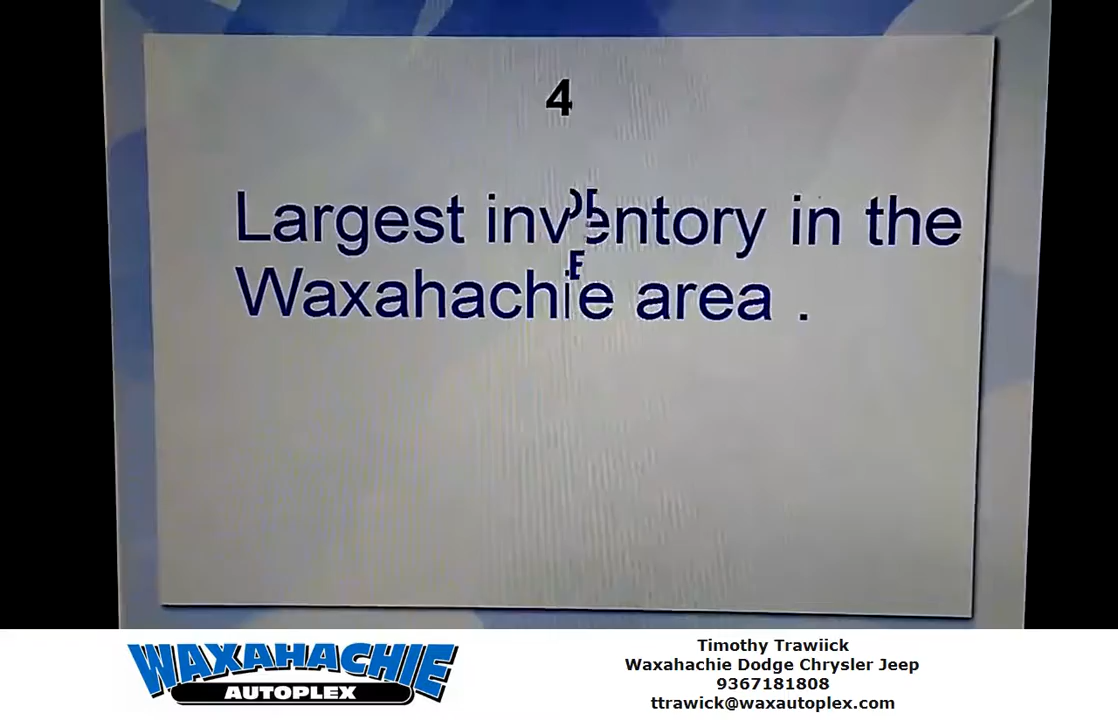 4
Largest inventory in the
Waxahachie area .
WAXAHACHIE
AUTOPLEX
Timothy Trawiick
Waxahachie Dodge Chrysler Jeep
9367181808
ttrawick@waxautoplex.com